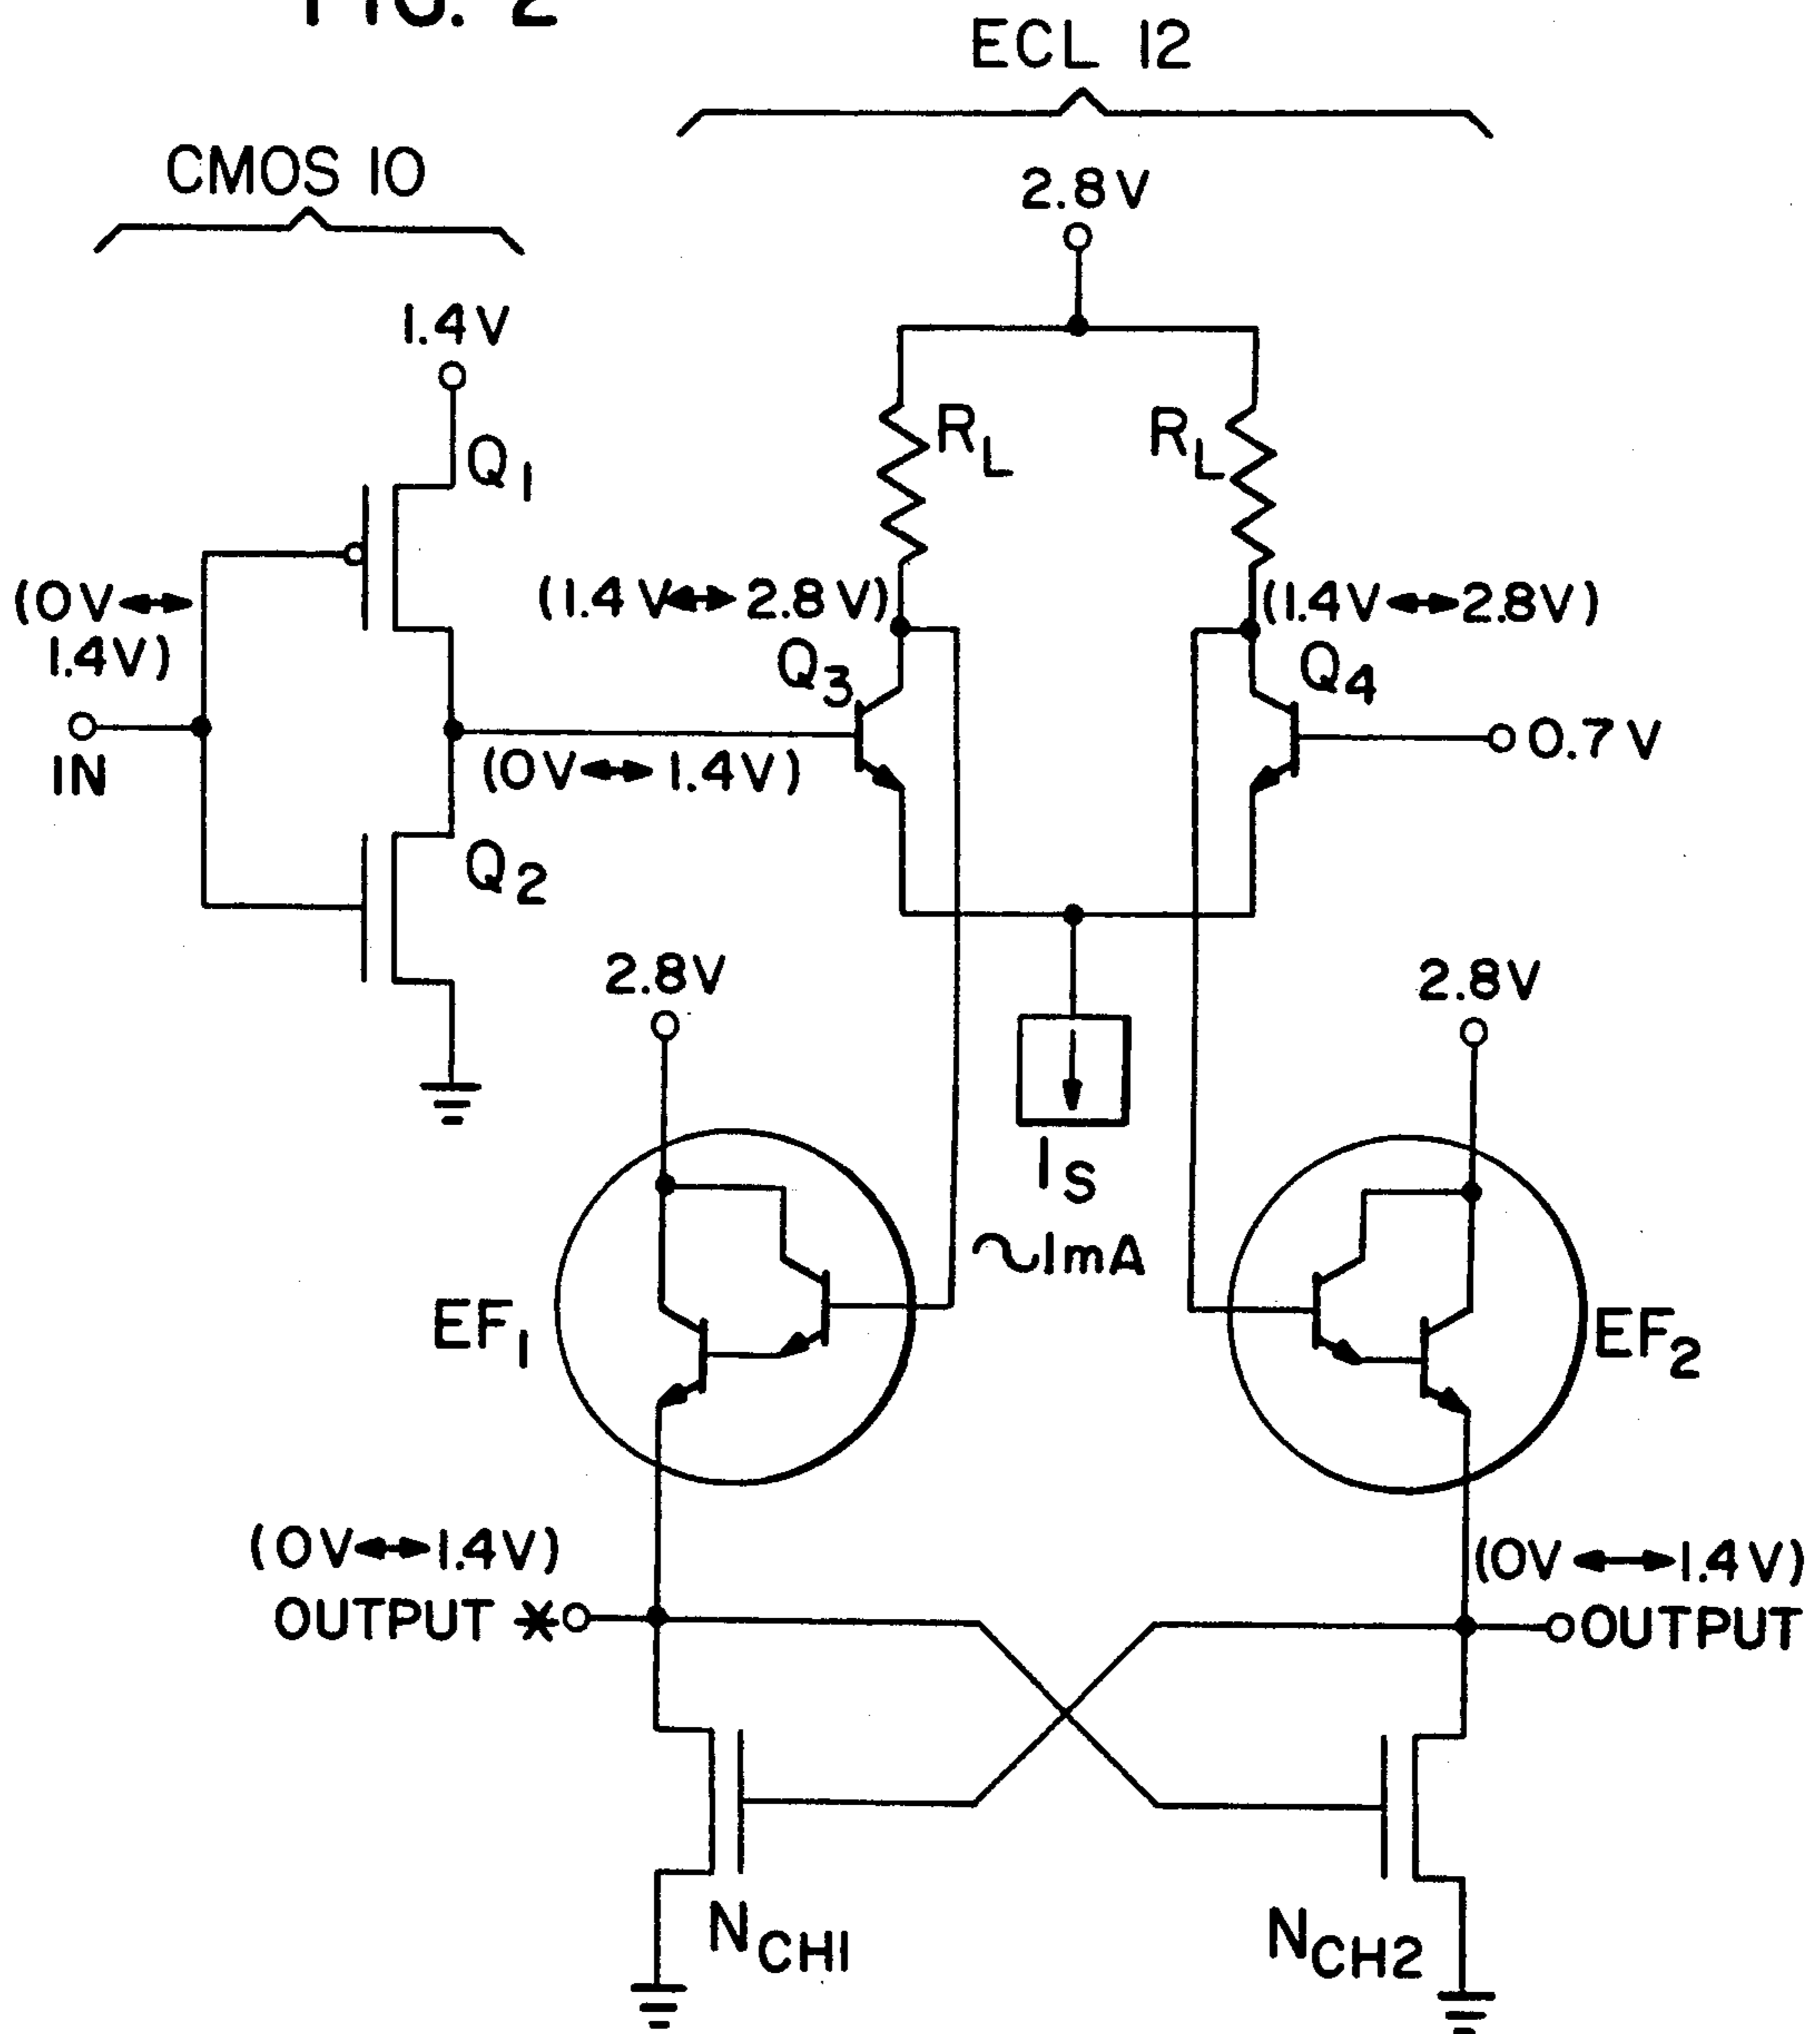 FIG. 2
ECL 12
CMOS 10
2.8V
1.4V
Q1
RL
RL
(0V↔
1.4V)
(1.4V↔2.8V)
(1.4V↔2.8V)
Q3
Q4
IN
(0V↔1.4V)
0.7V
Q2
2.8V
2.8V
IS
~1mA
EF1
EF2
(0V↔1.4V)
(0V↔1.4V)
OUTPUT *
OUTPUT
NCH1
NCH2